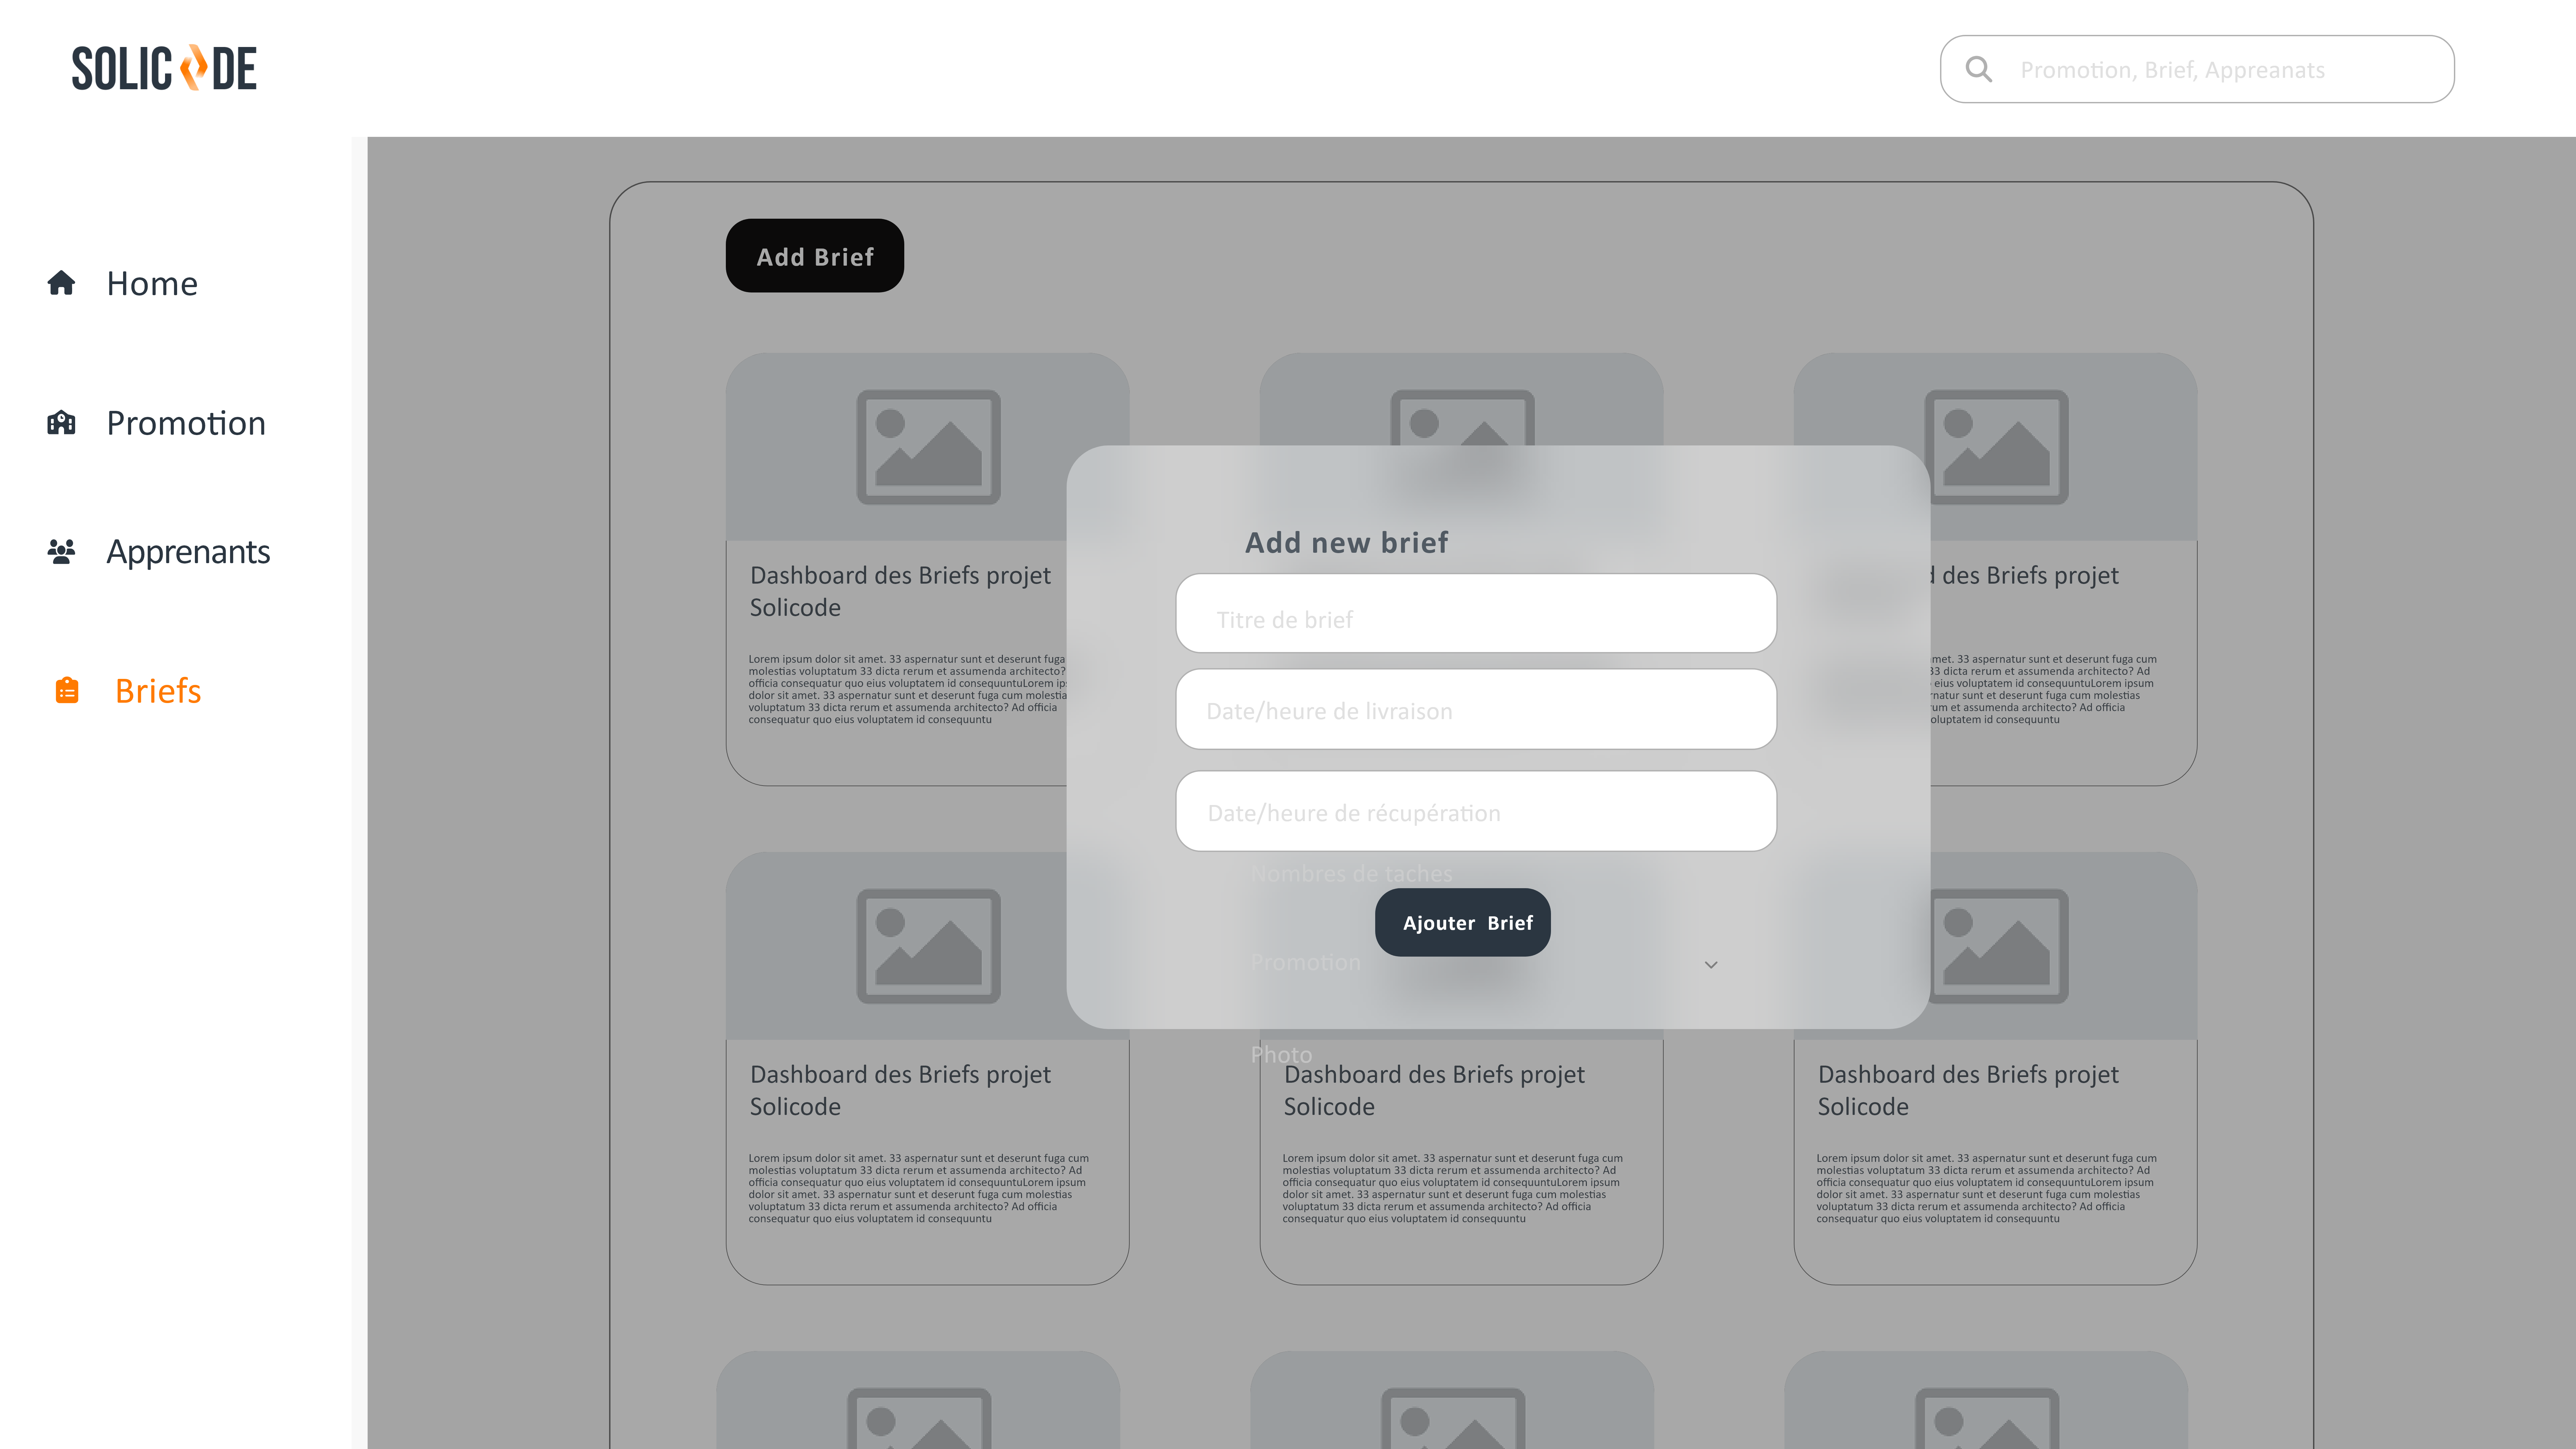 SOLICODE
Promotion, Brief, Appreanats
Home
Promotion
Apprenants
Briefs
Add Brief
Dashboard des Briefs projet
Solicode
Lorem ipsum dolor sit amet. 33 aspernatur sunt et deserunt fuga
molestias voluptatum 33 dicta rerum et assumenda architecto?
officia consequatur quo eius voluptatem id consequuntuLorem ip
dolor sit amet. 33 aspernatur sunt et deserunt fuga cum molestia
voluptatum 33 dicta rerum et assumenda architecto? Ad officia
consequatur quo eius voluptatem id consequuntu
Add new brief
Titre de brief
Date/heure de livraison
Date/heure de récupération
Nombres de taches
Ajouter Brief
Promotion
Photo
des Briefs projet
met. 33 aspernatur sunt et deserunt fuga cum
33 dicta rerum et assumenda architecto? Ad
eius voluptatem id consequuntuLorem ipsum
rnatur sunt et deserunt fuga cum molestias
rum et assumenda architecto? Ad officia
oluptatem id consequuntu
Dashboard des Briefs projet
Solicode
Lorem ipsum dolor sit amet. 33 aspernatur sunt et deserunt fuga cum
molestias voluptatum 33 dicta rerum et assumenda architecto? Ad
officia consequatur quo eius voluptatem id consequuntuLorem ipsum
dolor sit amet. 33 aspernatur sunt et deserunt fuga cum molestias
voluptatum 33 dicta rerum et assumenda architecto? Ad officia
consequatur quo eius voluptatem id consequuntu
Dashboard des Briefs projet
Solicode
Lorem ipsum dolor sit amet. 33 aspernatur sunt et deserunt fuga cum
molestias voluptatum 33 dicta rerum et assumenda architecto? Ad
officia consequatur quo eius voluptatem id consequuntuLorem ipsum
dolor sit amet. 33 aspernatur sunt et deserunt fuga cum molestias
voluptatum 33 dicta rerum et assumenda architecto? Ad officia
consequatur quo eius voluptatem id consequuntu
Dashboard des Briefs projet
Solicode
Lorem ipsum dolor sit amet. 33 aspernatur sunt et deserunt fuga cum
molestias voluptatum 33 dicta rerum et assumenda architecto? Ad
officia consequatur quo eius voluptatem id consequuntuLorem ipsum
dolor sit amet. 33 aspernatur sunt et deserunt fuga cum molestias
voluptatum 33 dicta rerum et assumenda architecto? Ad officia
consequatur quo eius voluptatem id consequuntu